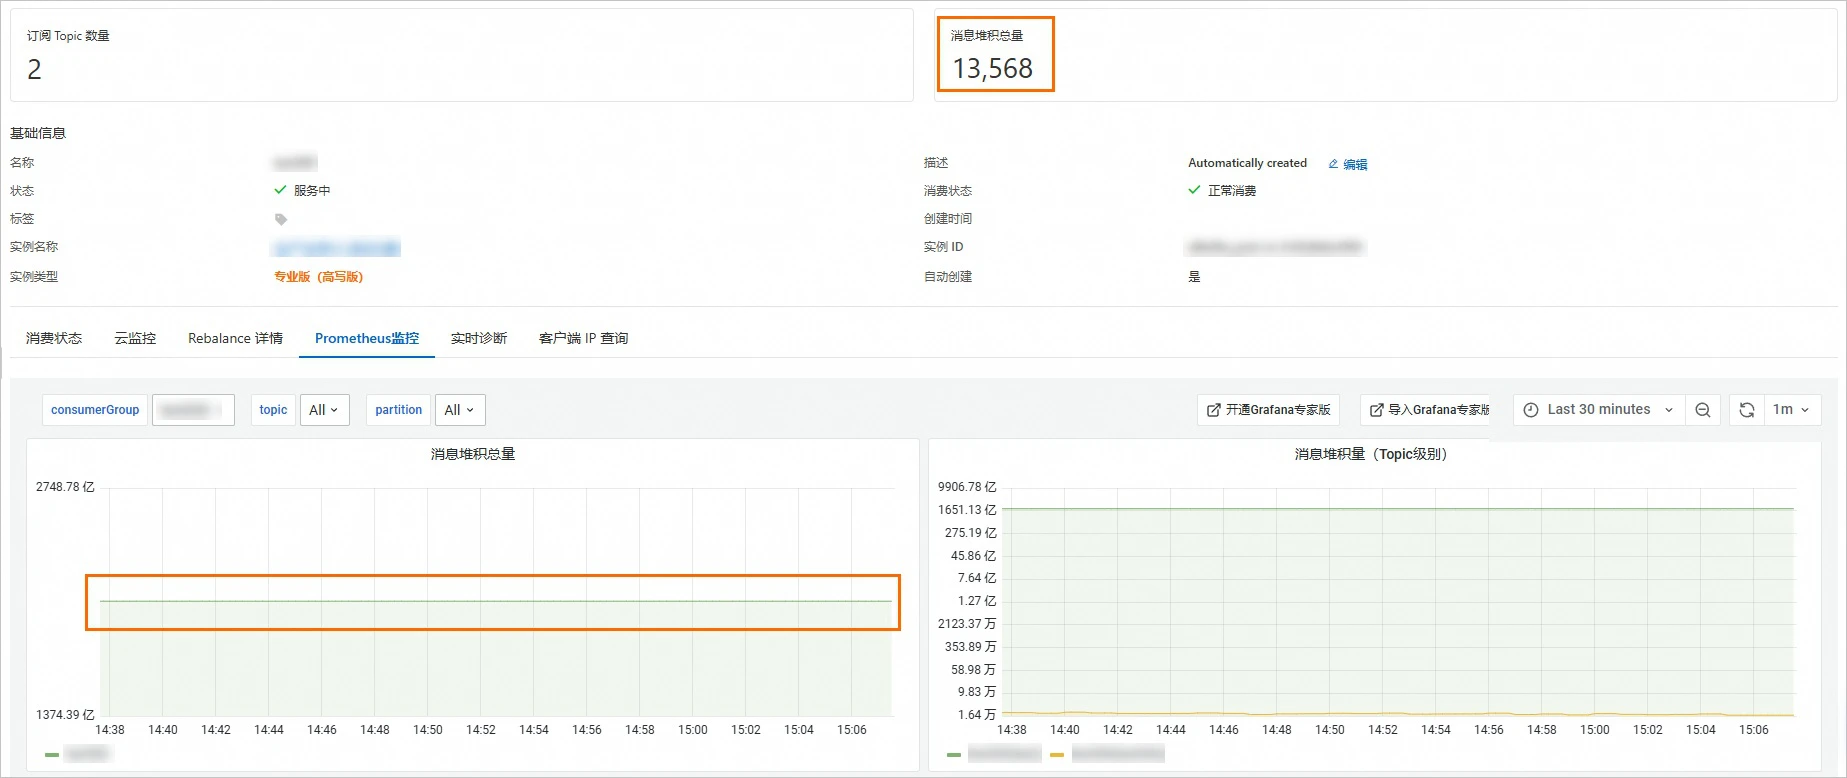 订阅 Topic 数量
2
消息堆积总量
13,568
基础信息
名称
描述 Automatically created 编辑
状态 服务中
消费状态 正常消费
标签
创建时间
实例名称
实例 ID
实例类型 专业版（高写版）
自动创建 是
消费状态 云监控 Rebalance 详情 Prometheus监控 实时诊断 客户端 IP 查询
consumerGroup topic All partition All 开通Grafana专家版 导入Grafana专家版 Last 30 minutes 1m
消息堆积总量
2748.78 亿
1374.39 亿
14:38 14:40 14:42 14:44 14:46 14:48 14:50 14:52 14:54 14:56 14:58 15:00 15:02 15:04 15:06
消息堆积量（Topic级别）
9906.78 亿
1651.13 亿
275.19 亿
45.86 亿
7.64 亿
1.27 亿
2123.37 万
353.89 万
58.98 万
9.83 万
1.64 万
14:38 14:40 14:42 14:44 14:46 14:48 14:50 14:52 14:54 14:56 14:58 15:00 15:02 15:04 15:06